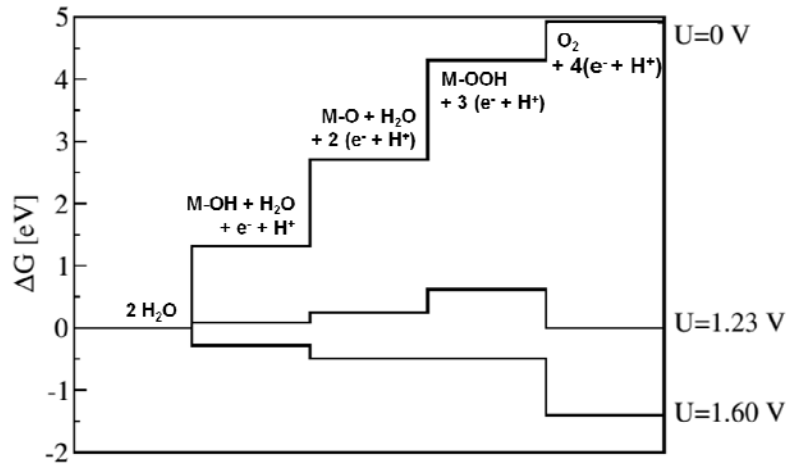 5
4
3
2
1
0
-1
-2
ΔG [eV]
2 H₂O
M-OH + H₂O
+ e⁻ + H⁺
M-O + H₂O
+ 2 (e⁻ + H⁺)
M-OOH
+ 3 (e⁻ + H⁺)
O₂
+ 4(e⁻ + H⁺)
U=0 V
U=1.23 V
U=1.60 V